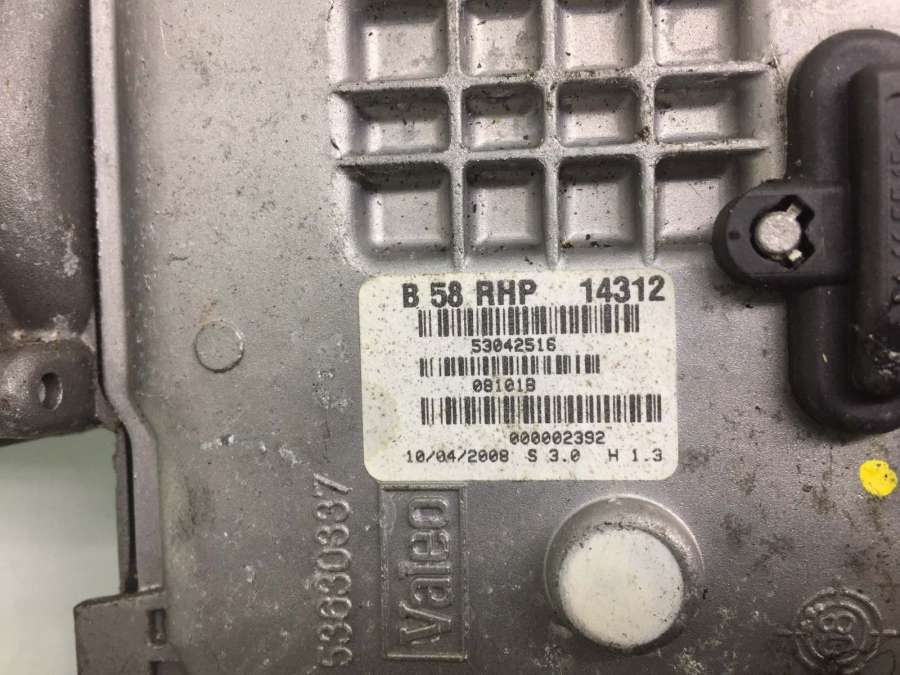 B 58 RHP 14312
53042516
08101B
000002392
10/04/2008 S 3.0 H 1.3
53630337
Valeo